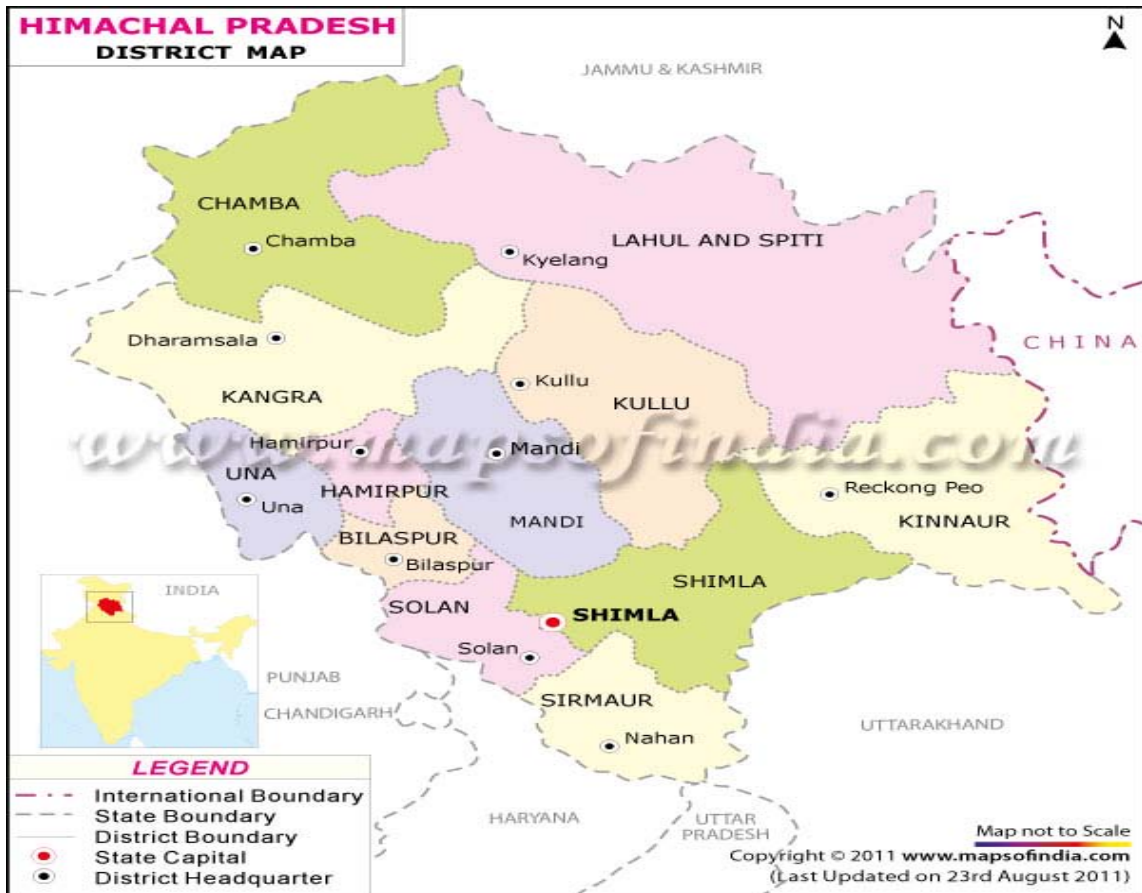 HIMACHAL PRADESH
DISTRICT MAP
N
JAMMU & KASHMIR
CHAMBA
Chamba
LAHUL AND SPITI
Kyelang
Dharamsala
CHINA
KANGRA
Kullu
KULLU
www.mapsofindia.com
Hamirpur
Mandi
UNA
Una
HAMIRPUR
Reckong Peo
MANDI
KINNAUR
BILASPUR
Bilaspur
SHIMLA
INDIA
SOLAN
SHIMLA
Solan
PUNJAB
SIRMAUR
CHANDIGARH
UTTARAKHAND
Nahan
LEGEND
International Boundary
State Boundary
District Boundary
State Capital
District Headquarter
HARYANA
UTTAR
PRADESH
Map not to Scale
Copyright © 2011 www.mapsofindia.com
(Last Updated on 23rd August 2011)